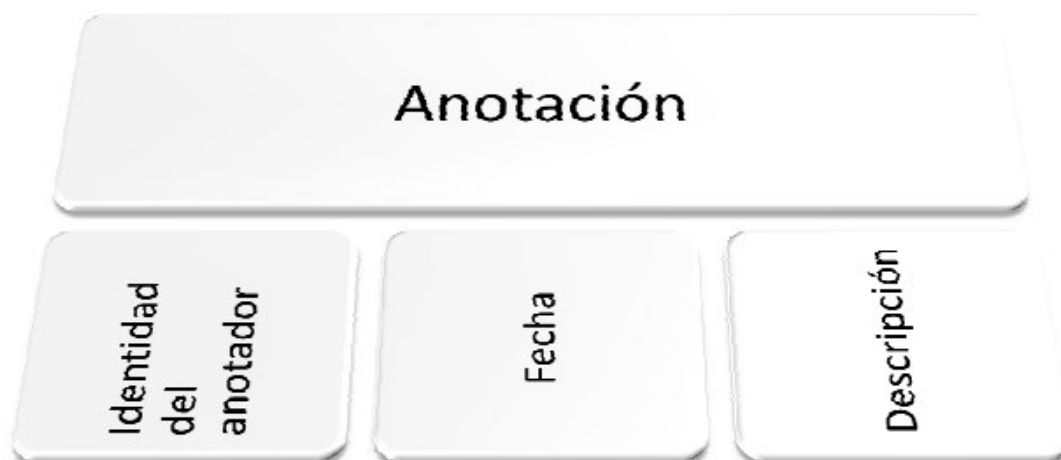 Anotación
Identidad
del
anotador
Fecha
Descripción